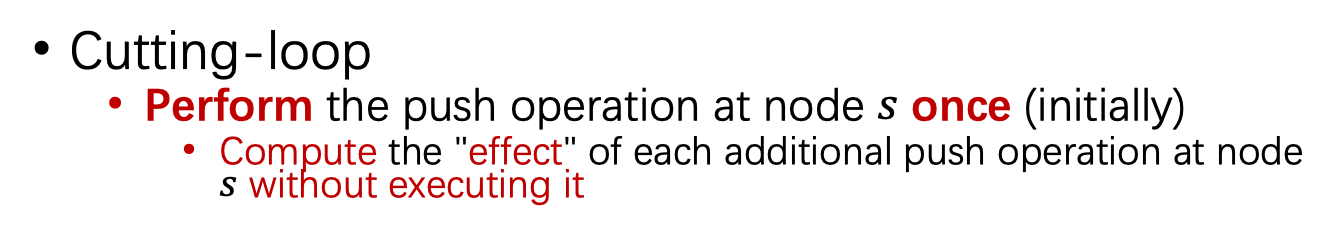 • Cutting-loop
• Perform the push operation at node s once (initially)
• Compute the "effect" of each additional push operation at node
s without executing it